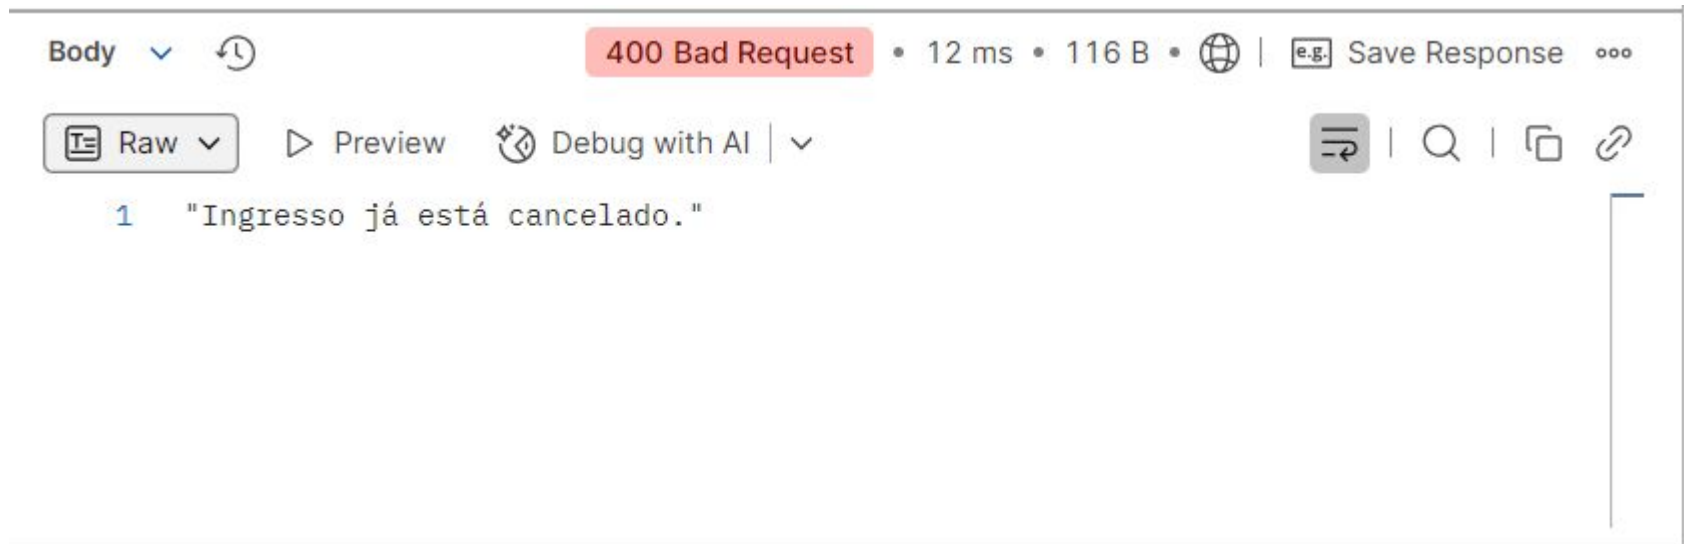 Body
400 Bad Request • 12 ms • 116 B • | e.g. Save Response
Raw Preview Debug with AI
1 "Ingresso já está cancelado."